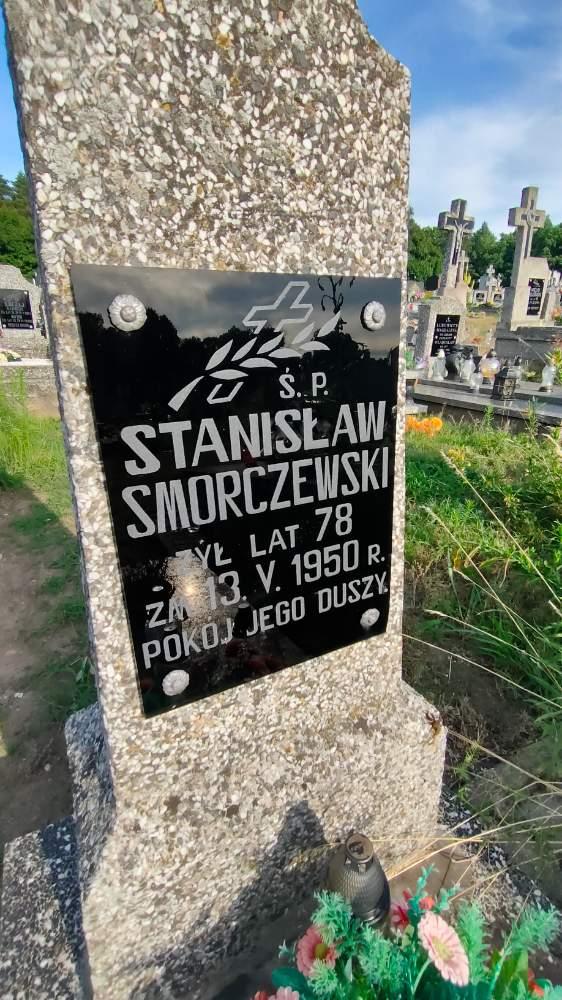 Ś. P.
STANISŁAW
SMORCZEWSKI
ŻYŁ LAT 78
ZM. 13. V. 1950 R.
POKÓJ JEGO DUSZY